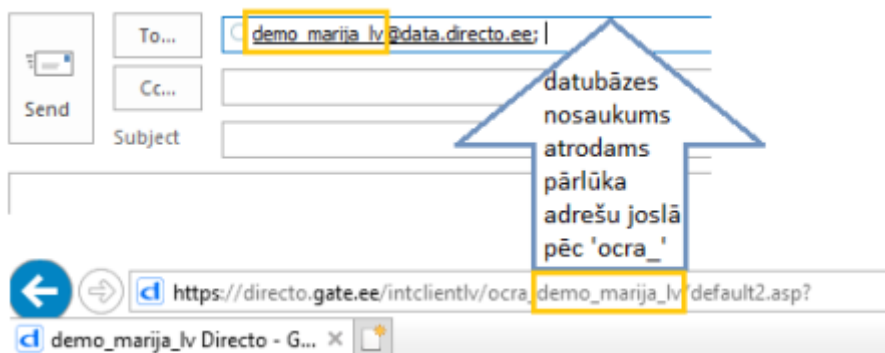 To...
demo_marija_lv@data.directo.ee;
Cc...
Send
Subject
datubāzes
nosaukums
atrodams
pārlūka
adrešu joslā
pēc 'ocra_'
https://directo.gate.ee/intclientlv/ocra_demo_marija_lv/default2.asp?
demo_marija_lv Directo - G...